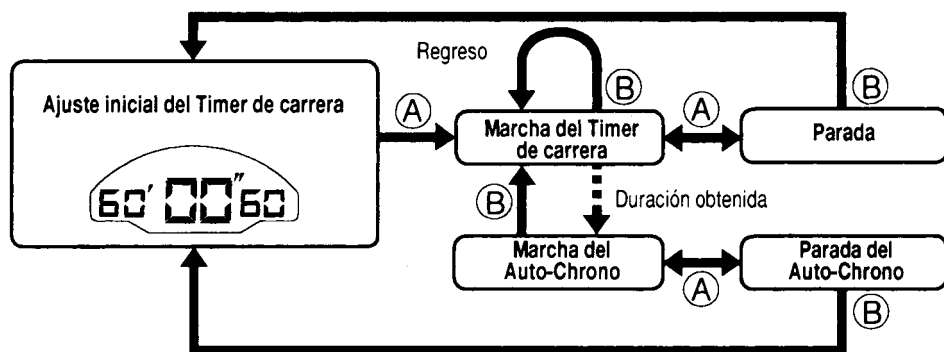 Regreso
B
B
Ajuste inicial del Timer de carrera
A
Marcha del Timer
de carrera
A
Parada
60' 00" 60
B
Duración obtenida
Marcha del
Auto-Chrono
A
Parada del
Auto-Chrono
B